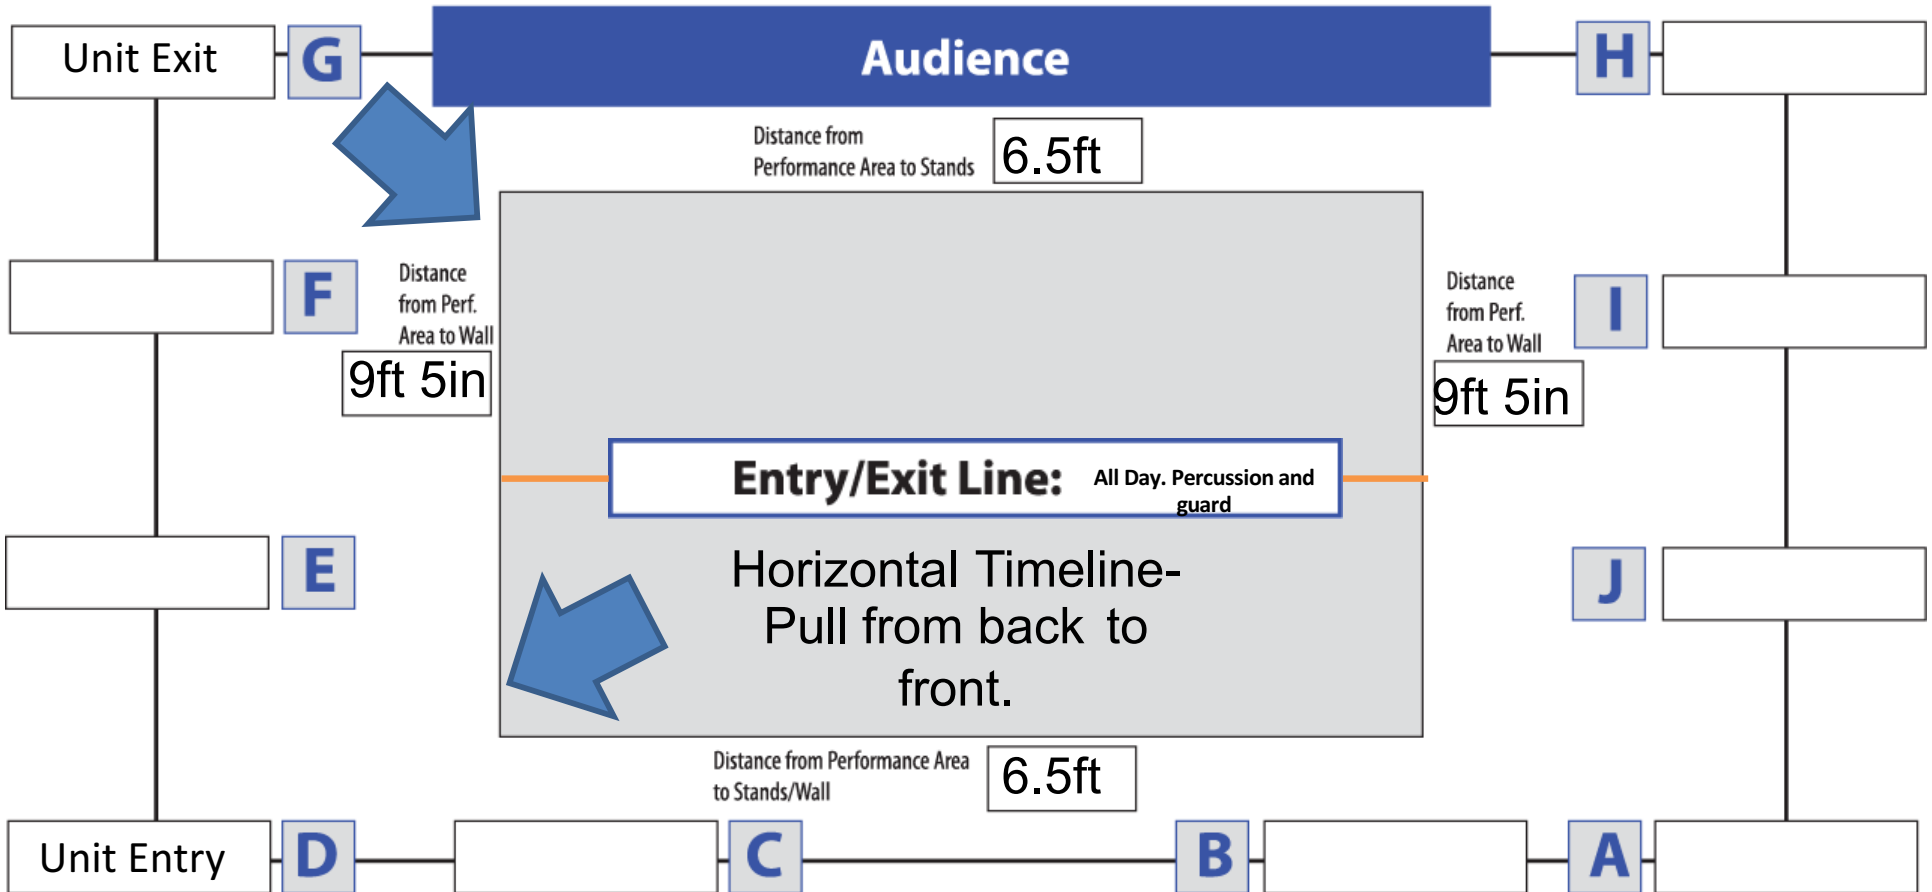 Unit Exit
G
Audience
H
Distance from
Performance Area to Stands
6.5ft
F
Distance
from Perf.
Area to Wall
9ft 5in
Distance
from Perf.
Area to Wall
9ft 5in
I
Entry/Exit Line:
All Day. Percussion and
guard
E
Horizontal Timeline-
Pull from back to
front.
J
Distance from Performance Area
to Stands/Wall
6.5ft
Unit Entry
D
C
B
A